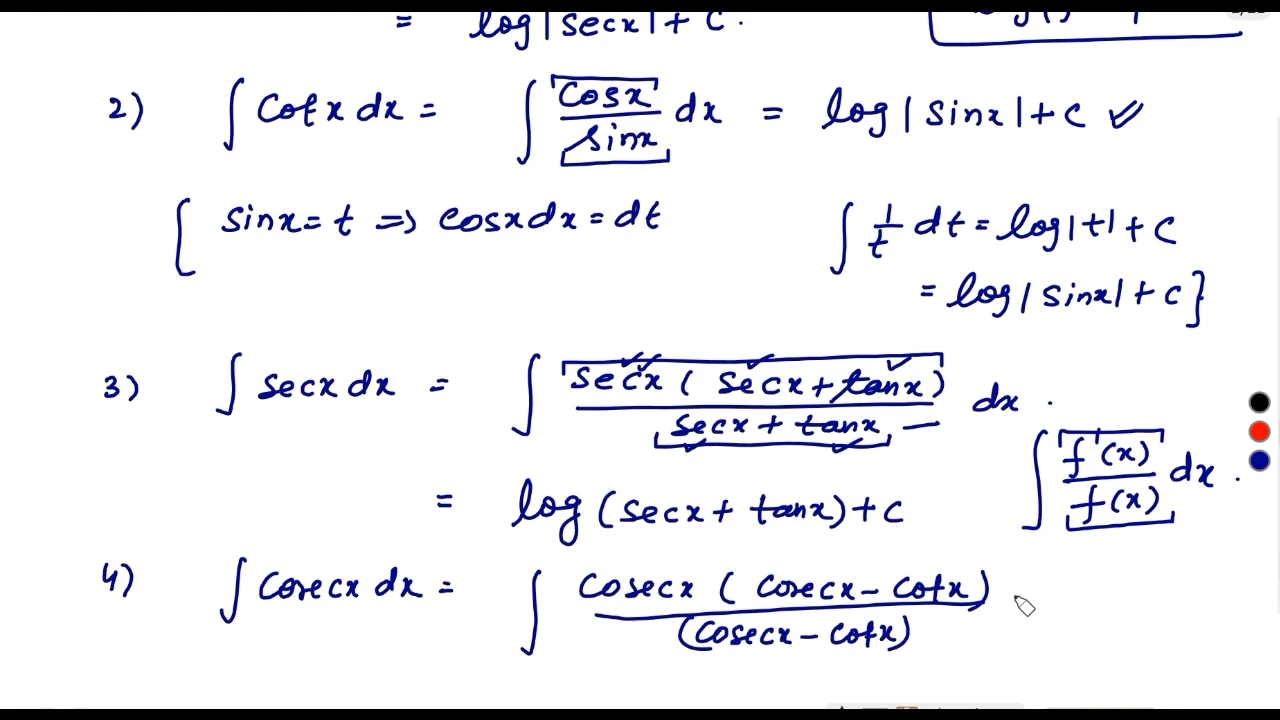 = log|secx| + C.
2) ∫ Cotx dx = ∫ Cosx/sinx dx = log|sinx| + C ✓
{ sinx = t ⇒ cosxdx = dt ∫ 1/t dt = log|t| + C
= log|sinx| + C }
3) ∫ secx dx = ∫ secx (secx + tanx)/secx + tanx dx.
= log (secx + tanx) + C ∫ f'(x)/f(x) dx.
4) ∫ Cosecx dx = ∫ Cosecx (Cosecx - Cotx)/(Cosecx - Cotx)